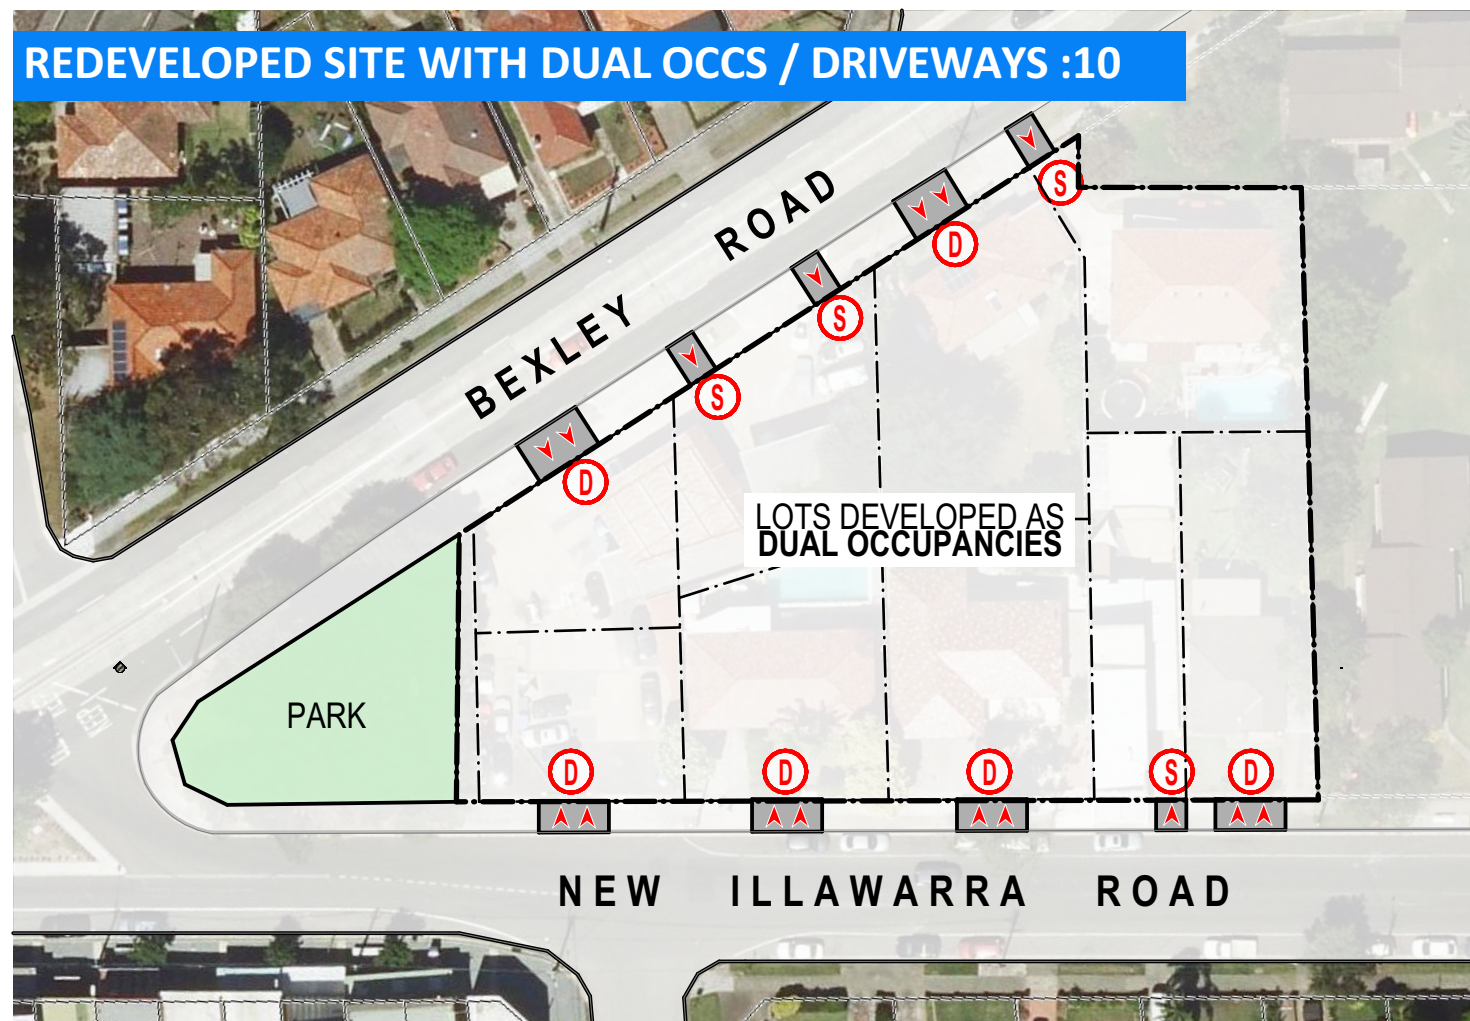 REDEVELOPED SITE WITH DUAL OCCS / DRIVEWAYS :10
BEXLEY ROAD
S
D
S
S
D
LOTS DEVELOPED AS
DUAL OCCUPANCIES
PARK
D
D
D
S
D
NEW ILLAWARRA ROAD